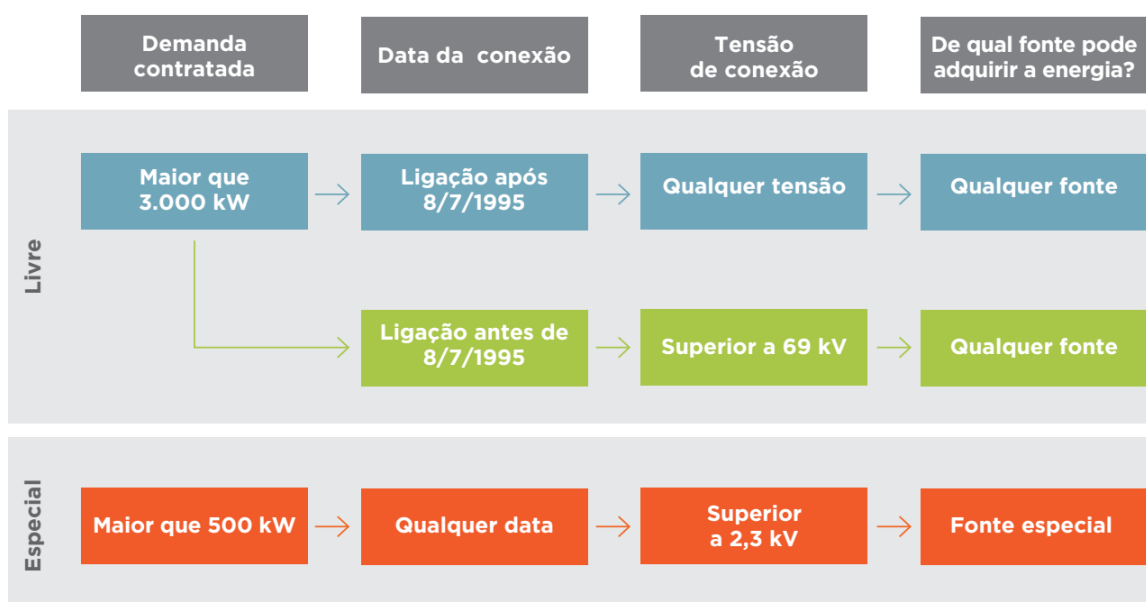 Demanda
contratada
Data da conexão
Tensão
de conexão
De qual fonte pode
adquirir a energia?
Livre
Maior que
3.000 kW
Ligação após
8/7/1995
Qualquer tensão
Qualquer fonte
Ligação antes de
8/7/1995
Superior a 69 kV
Qualquer fonte
Especial
Maior que 500 kW
Qualquer data
Superior
a 2,3 kV
Fonte especial